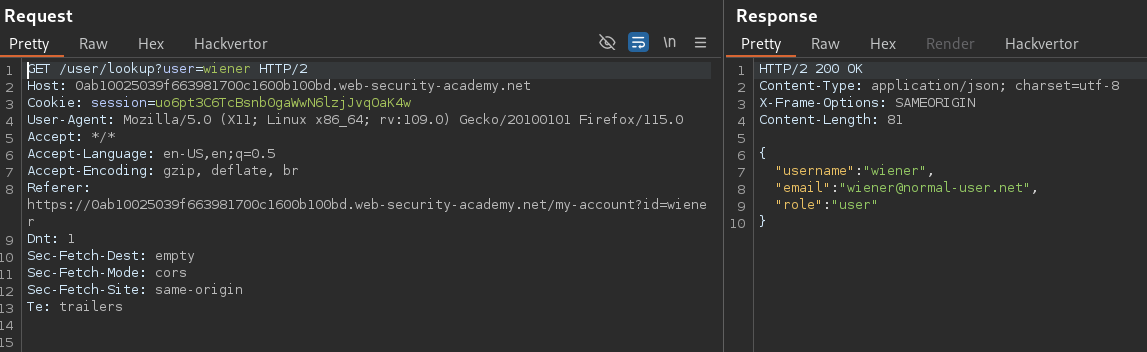 Request
Pretty Raw Hex Hackvertor \n
1 GET /user/lookup?user=wiener HTTP/2
2 Host: 0ab10025039f663981700c1600b100bd.web-security-academy.net
3 Cookie: session=uo6pt3C6TcBsnbOgaWwN6lzjJvqOaK4w
4 User-Agent: Mozilla/5.0 (X11; Linux x86_64; rv:109.0) Gecko/20100101 Firefox/115.0
5 Accept: */*
6 Accept-Language: en-US,en;q=0.5
7 Accept-Encoding: gzip, deflate, br
8 Referer:
https://0ab10025039f663981700c1600b100bd.web-security-academy.net/my-account?id=wiene
r
9 Dnt: 1
10 Sec-Fetch-Dest: empty
11 Sec-Fetch-Mode: cors
12 Sec-Fetch-Site: same-origin
13 Te: trailers
14
15
Response
Pretty Raw Hex Render Hackvertor
1 HTTP/2 200 OK
2 Content-Type: application/json; charset=utf-8
3 X-Frame-Options: SAMEORIGIN
4 Content-Length: 81
5
6 {
7 "username":"wiener",
8 "email":"wiener@normal-user.net",
9 "role":"user"
10 }